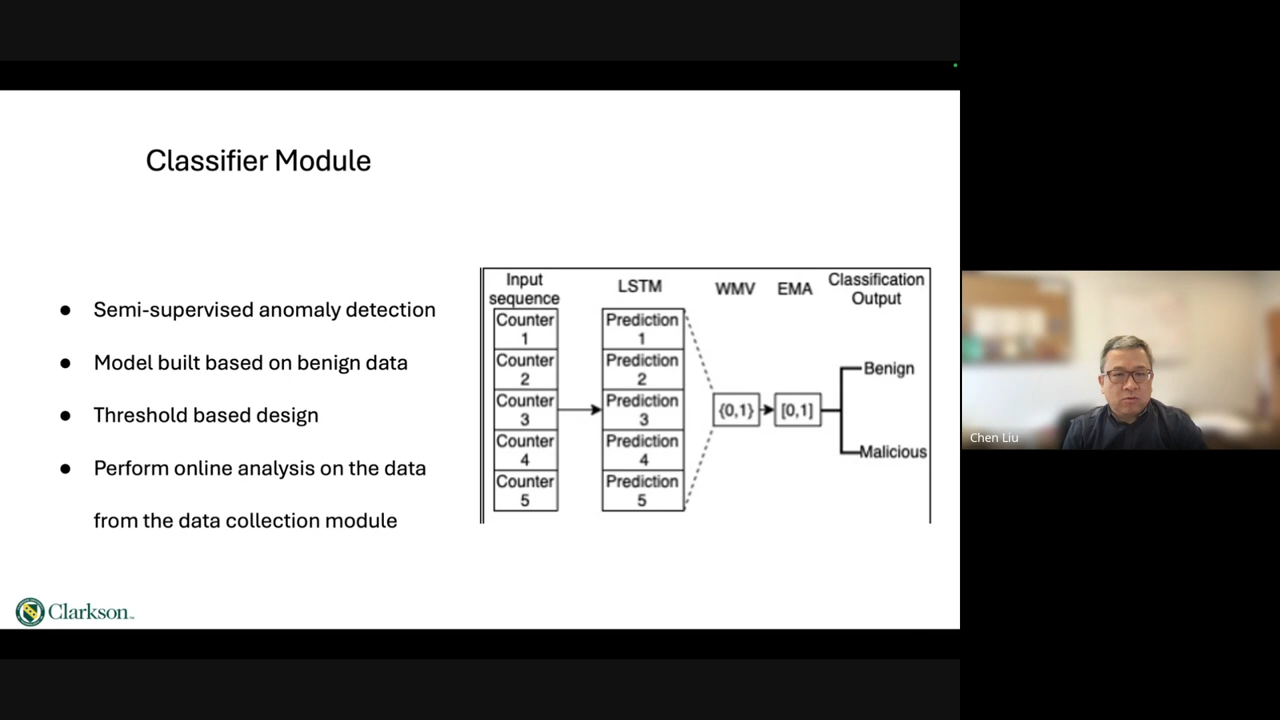 Classifier Module
● Semi-supervised anomaly detection
● Model built based on benign data
● Threshold based design
● Perform online analysis on the data
from the data collection module
Input
sequence
Counter
1
Counter
2
Counter
3
Counter
4
Counter
5
LSTM
Prediction
1
Prediction
2
Prediction
3
Prediction
4
Prediction
5
WMV
{0,1}
EMA
[0,1]
Classification
Output
Benign
Malicious
Clarkson
Chen Liu